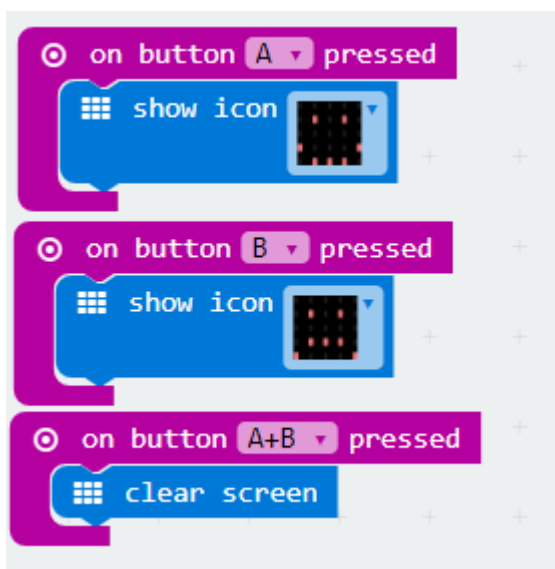 on button A pressed
show icon
on button B pressed
show icon
on button A+B pressed
clear screen